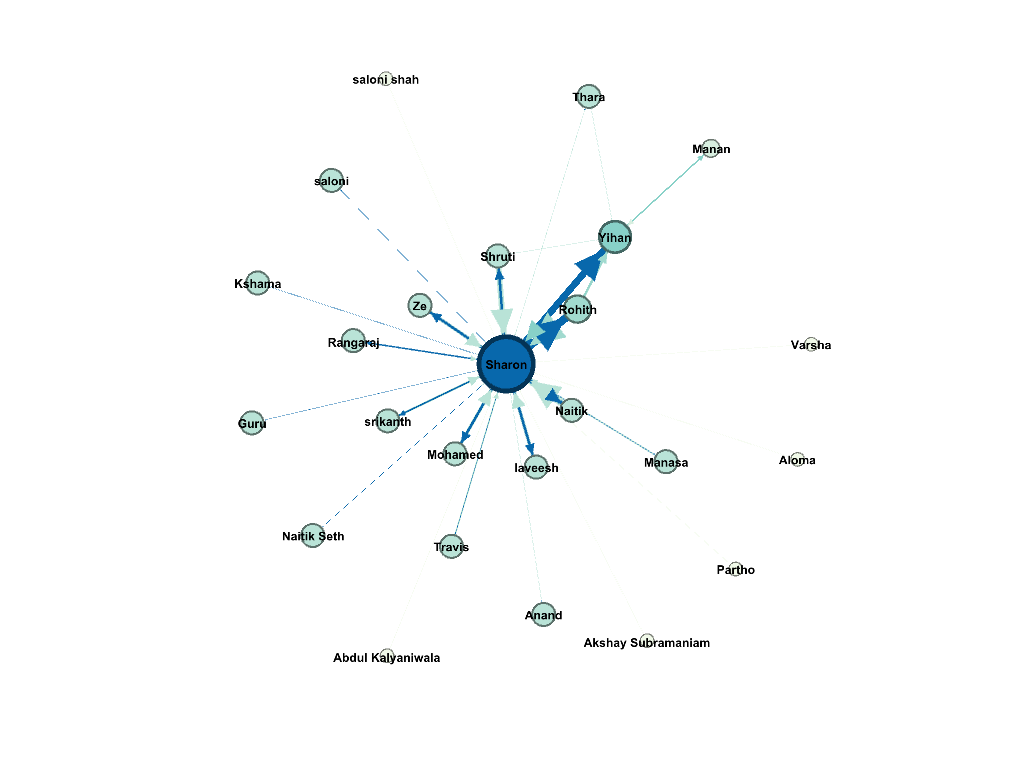 saloni shah
Thara
Manan
saloni
Yihan
Shruti
Kshama
Ze
Rohith
Rangaraj
Varsha
Sharon
Naitik
Guru
srikanth
Mohamed
laveesh
Manasa
Aloma
Naitik Seth
Travis
Partho
Anand
Akshay Subramaniam
Abdul Kalyaniwala